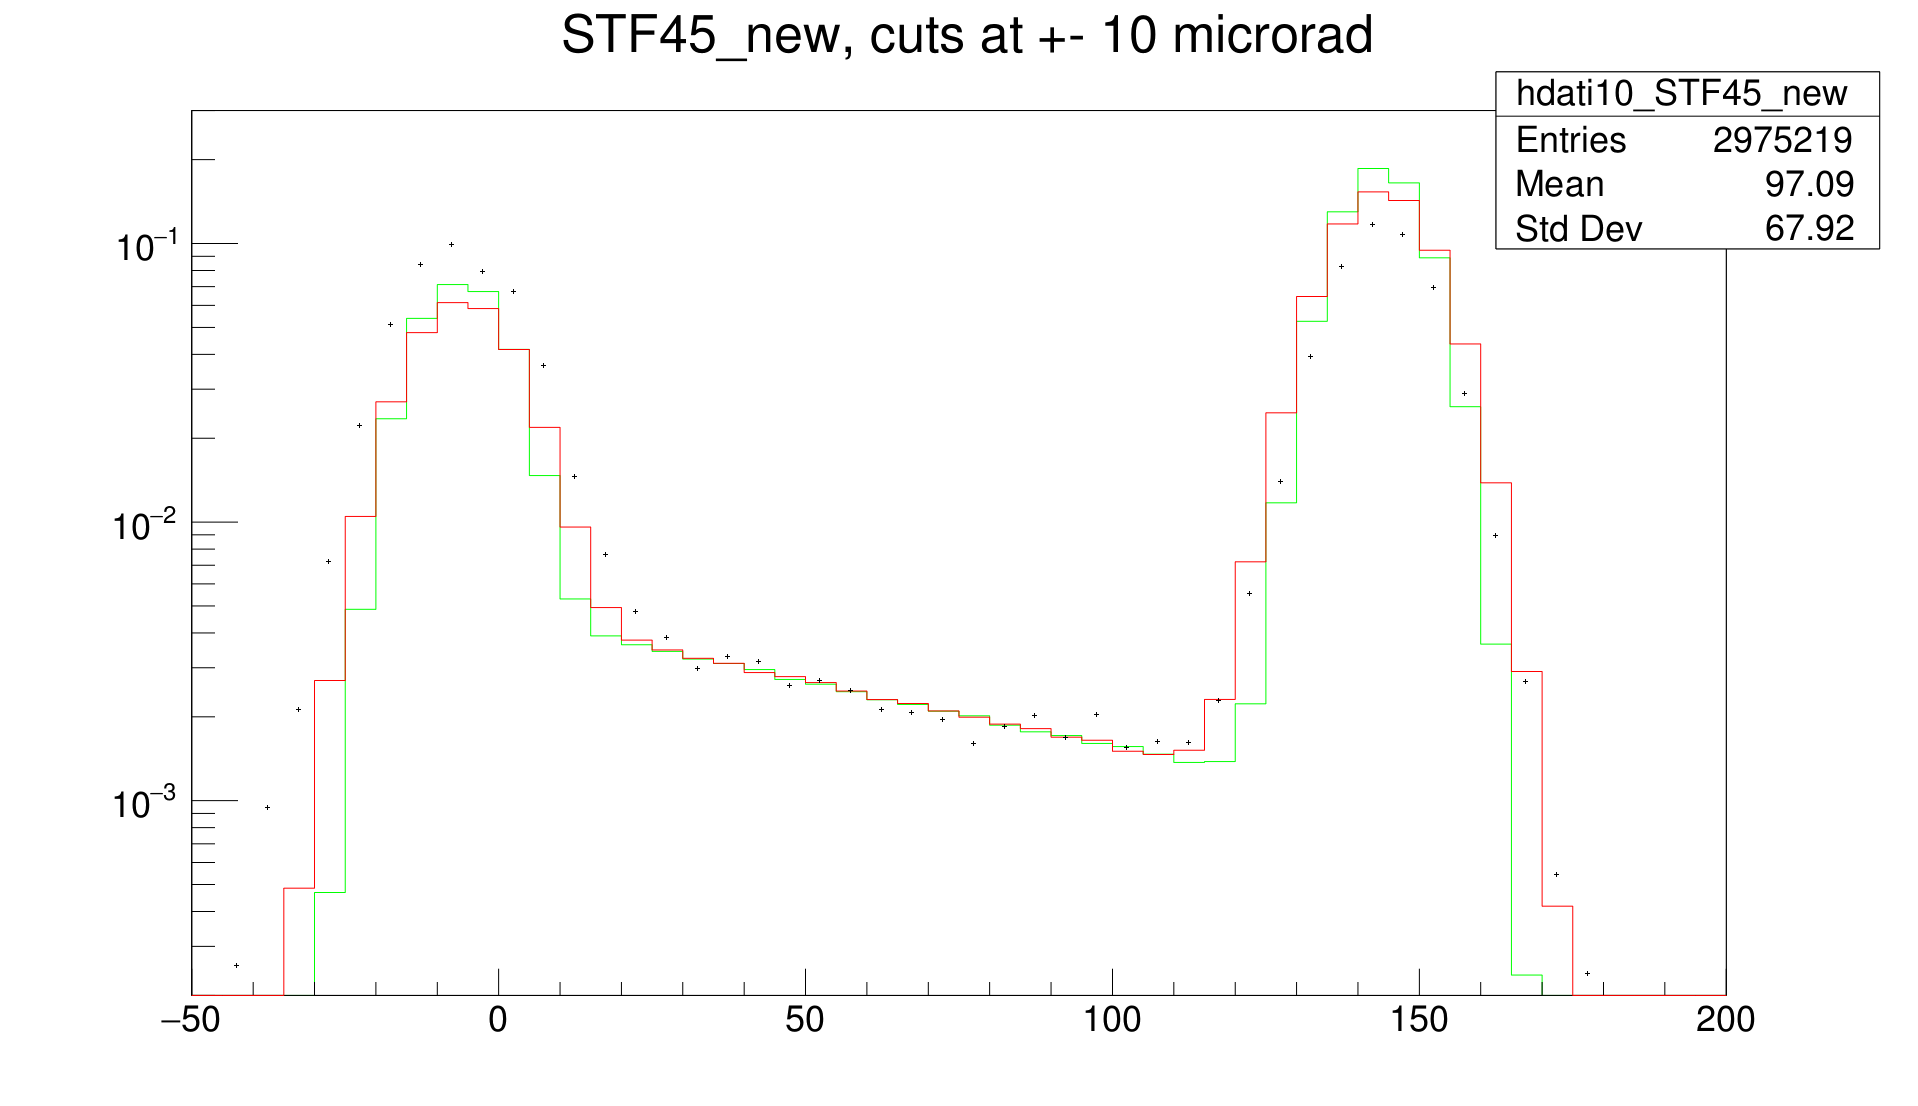 STF45_new, cuts at +- 10 microrad
hdati10_STF45_new
Entries 2975219
Mean 97.09
Std Dev 67.92
10−1
10−2
10−3
−50 0 50 100 150 200